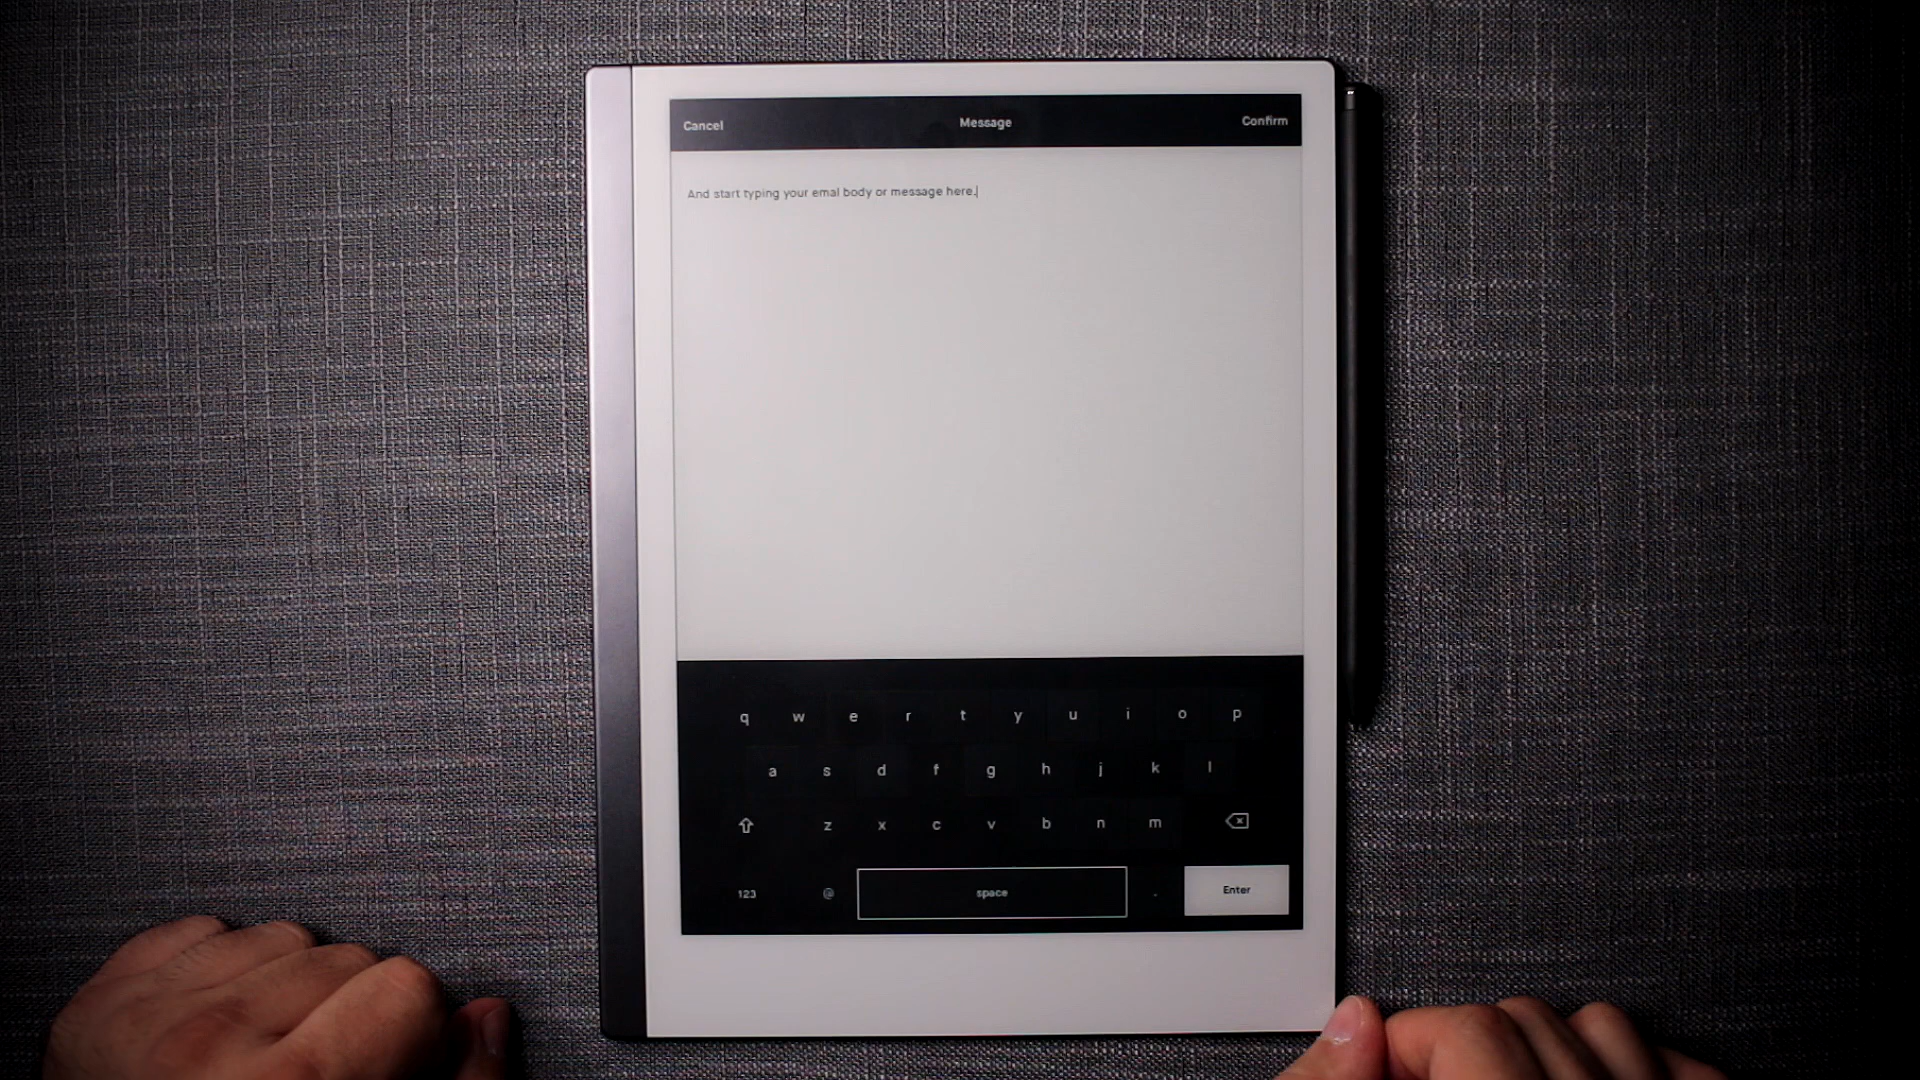 Cancel Message Confirm
And start typing your emal body or message here.
q w e r t y u i o p
a s d f g h j k l
z x c v b n m
123 @ space . Enter